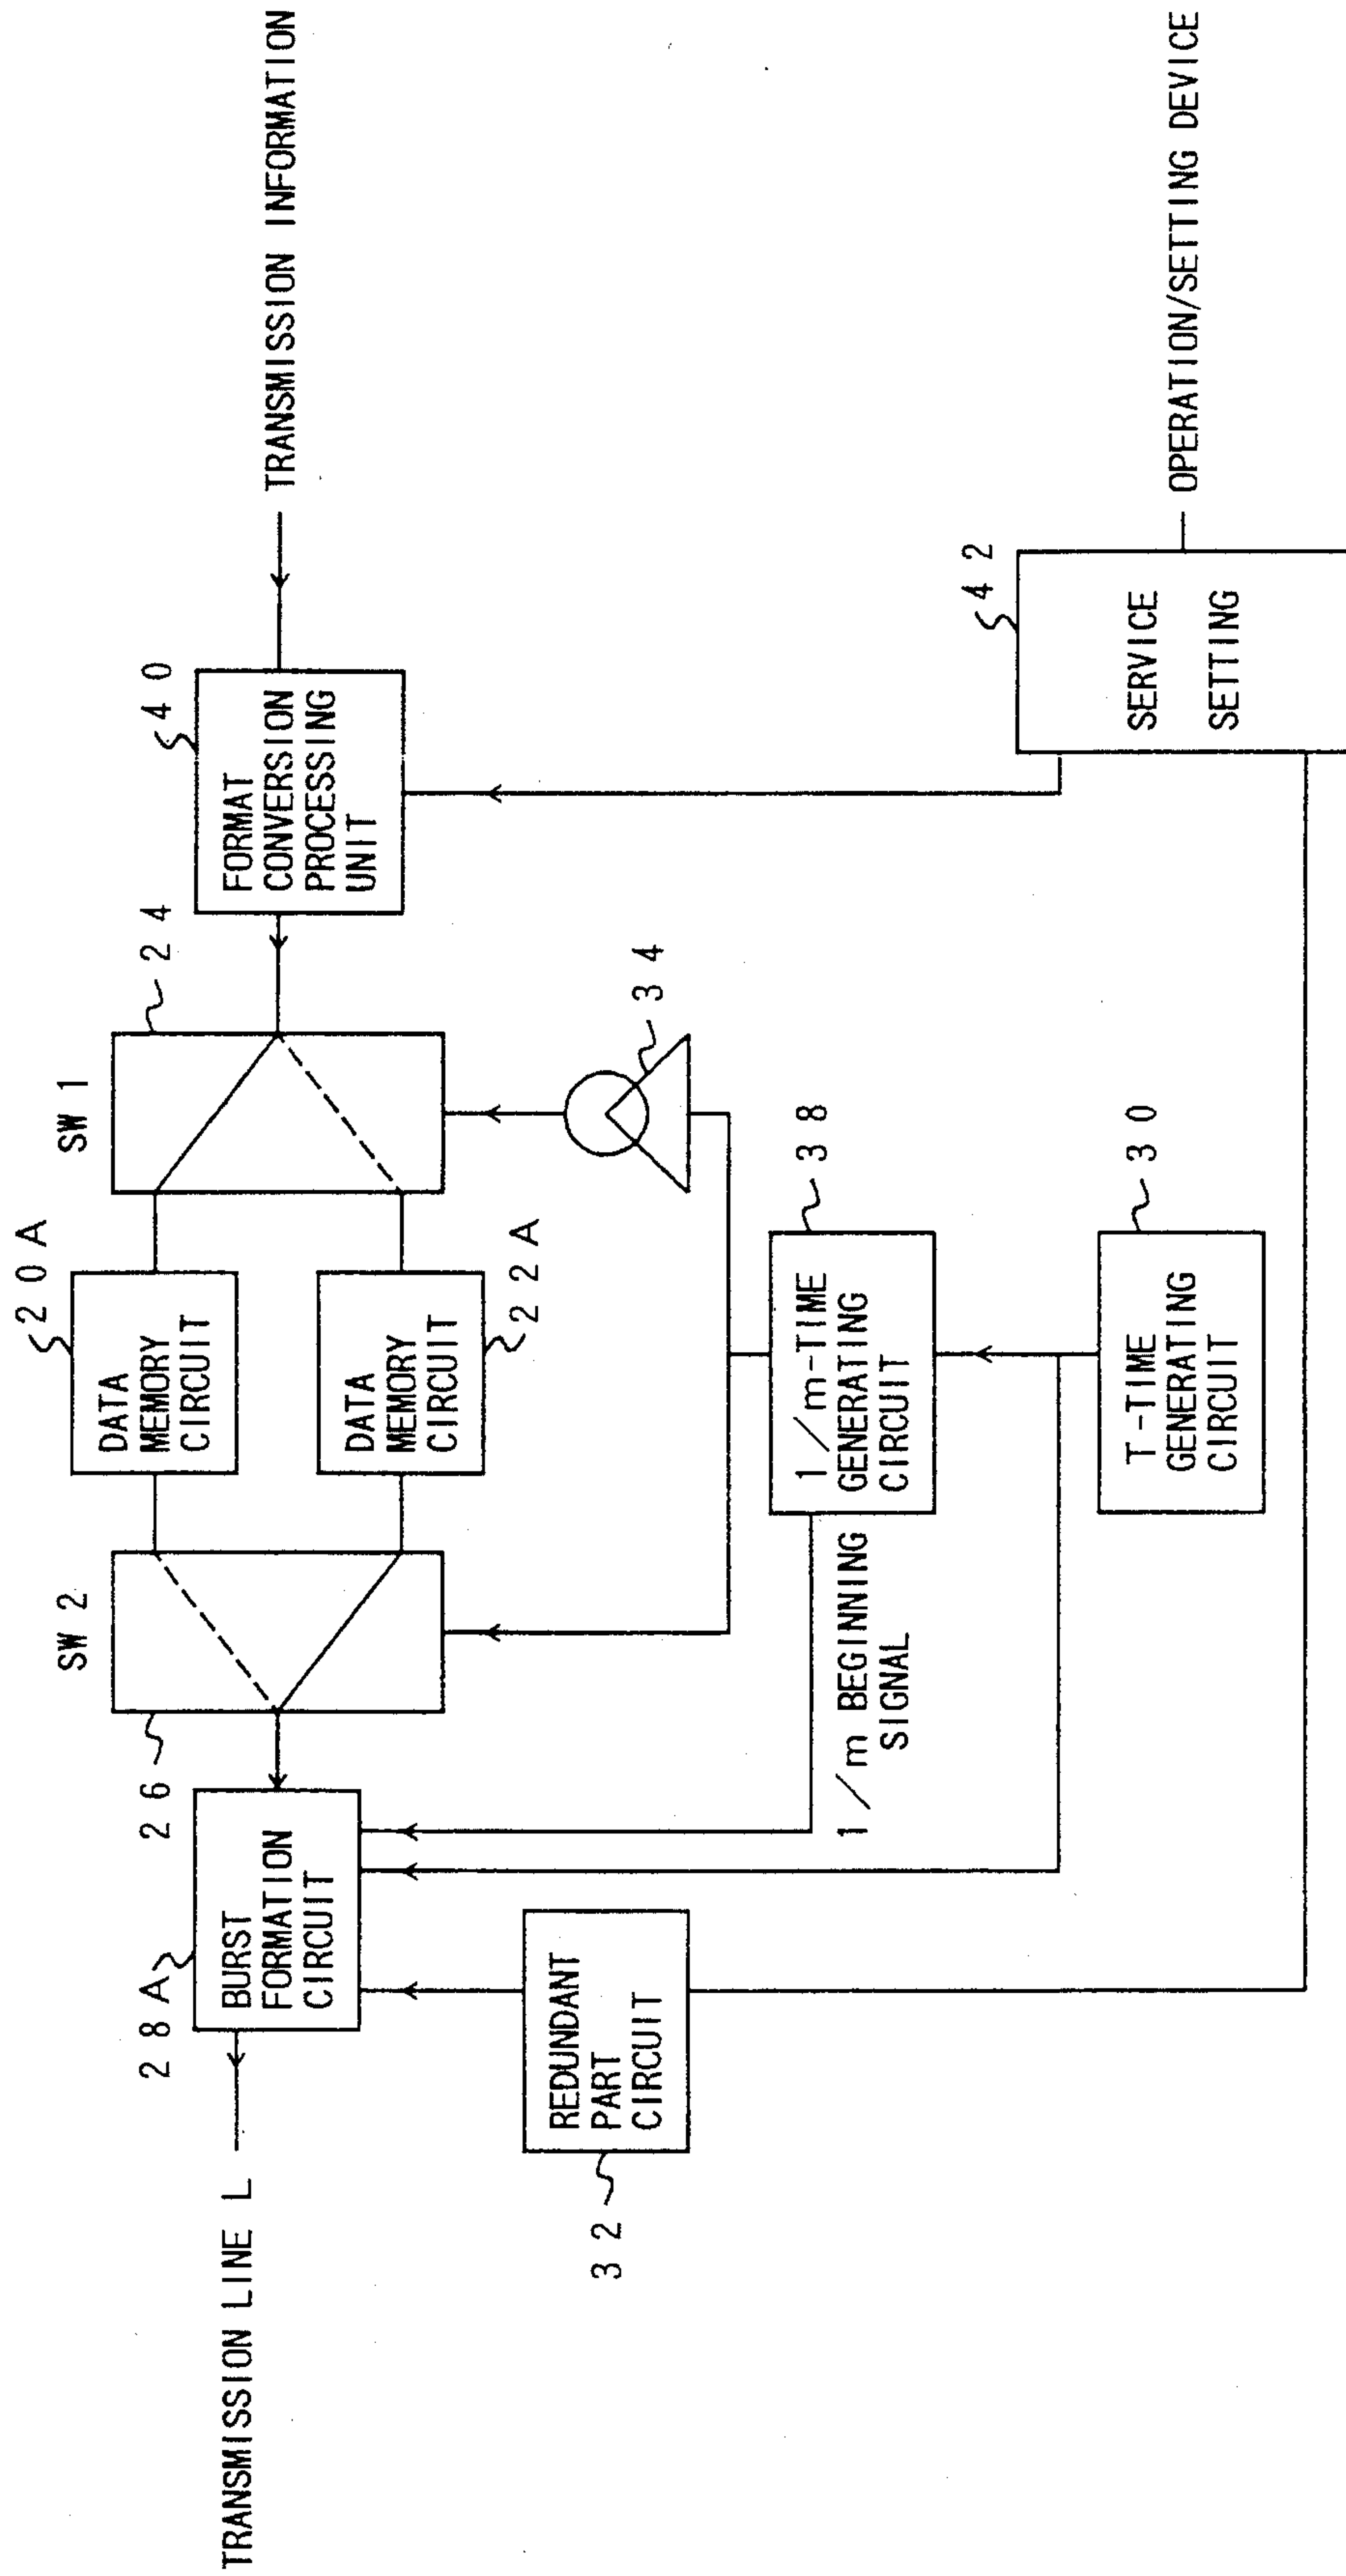 TRANSMISSION LINE L
28A
BURST
FORMATION
CIRCUIT
26
SW 2
20A
DATA
MEMORY
CIRCUIT
DATA
MEMORY
CIRCUIT
22A
SW 1
24
FORMAT
CONVERSION
PROCESSING
UNIT
40
TRANSMISSION INFORMATION
32
REDUNDANT
PART
CIRCUIT
1/m BEGINNING
SIGNAL
1/m-TIME
GENERATING
CIRCUIT
38
34
T-TIME
GENERATING
CIRCUIT
30
SERVICE
SETTING
42
OPERATION/SETTING DEVICE